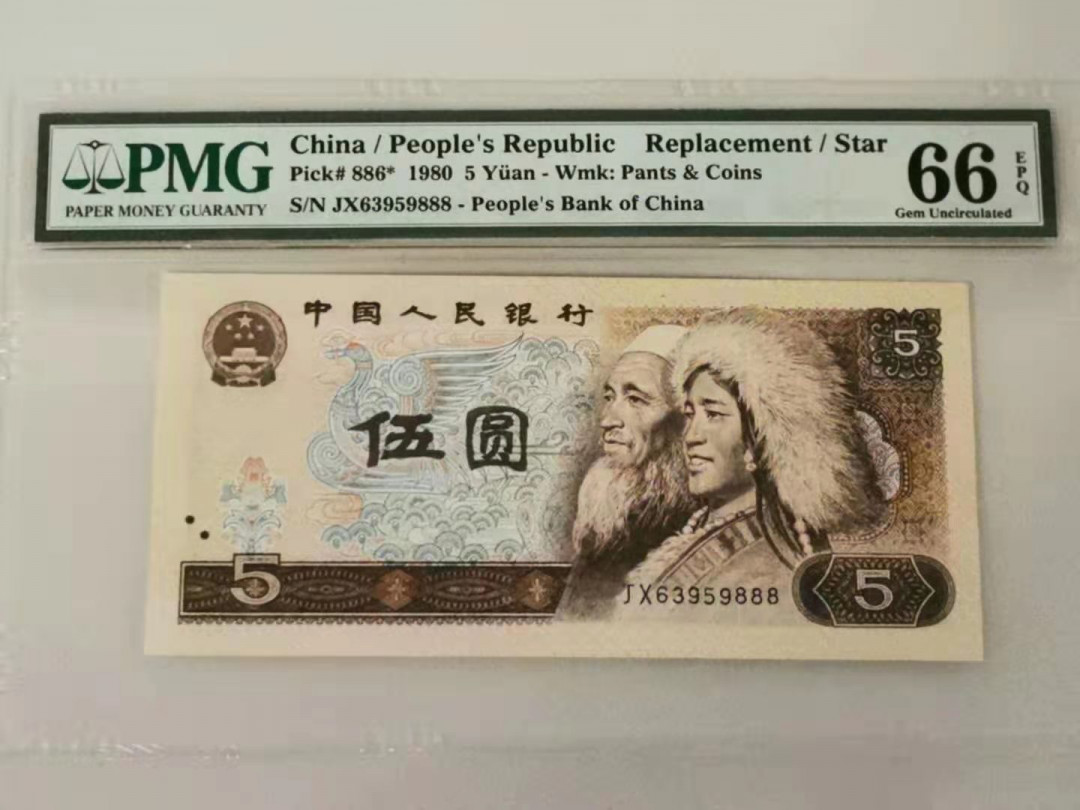 PMG
PAPER MONEY GUARANTY
China / People's Republic Replacement / Star
Pick# 886* 1980 5 Yüan - Wmk: Pants & Coins
S/N JX63959888 - People's Bank of China
66
EPQ
Gem Uncirculated
中国人民银行
5
伍圆
5
JX63959888
5